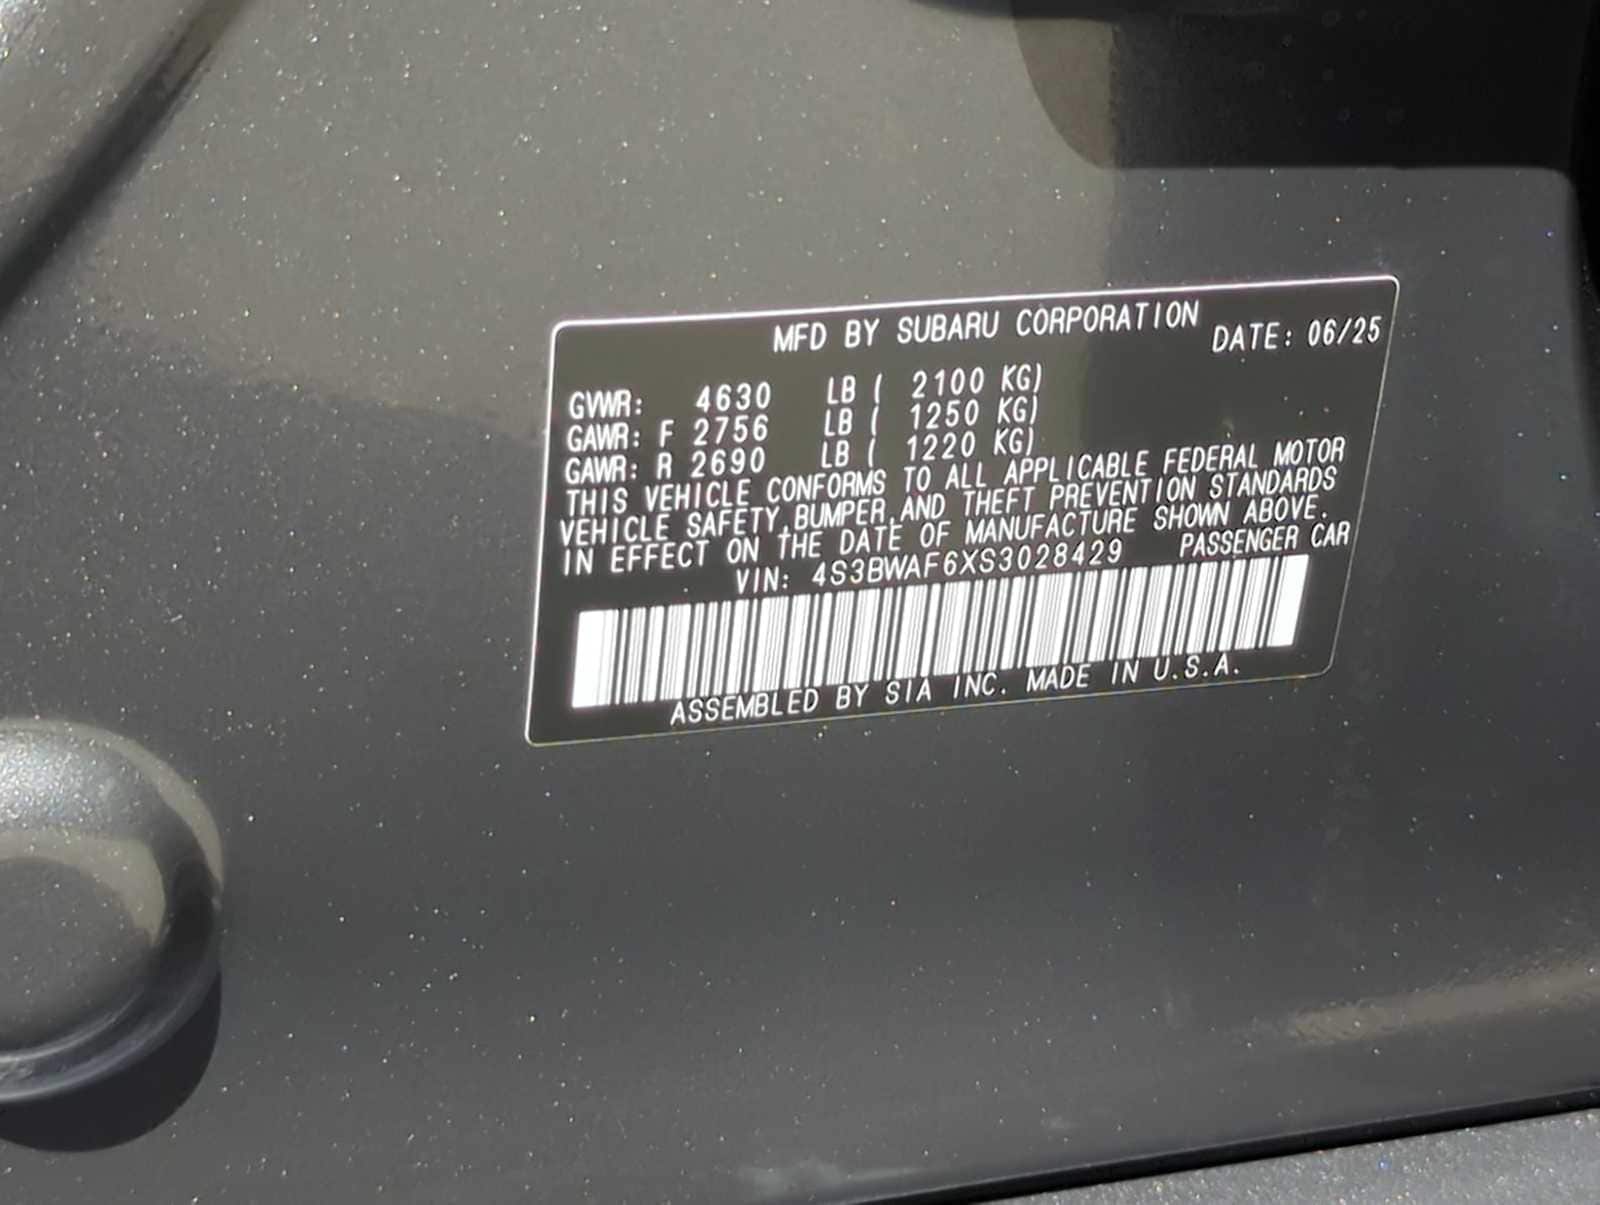 MFD BY SUBARU CORPORATION DATE: 06/25
GVWR: 4630 LB ( 2100 KG)
GAWR: F 2756 LB ( 1250 KG)
GAWR: R 2690 LB ( 1220 KG)
THIS VEHICLE CONFORMS TO ALL APPLICABLE FEDERAL MOTOR
VEHICLE SAFETY, BUMPER AND THEFT PREVENTION STANDARDS
IN EFFECT ON THE DATE OF MANUFACTURE SHOWN ABOVE.
VIN: 4S3BWAF6XS3028429 PASSENGER CAR
ASSEMBLED BY SIA INC. MADE IN U.S.A.